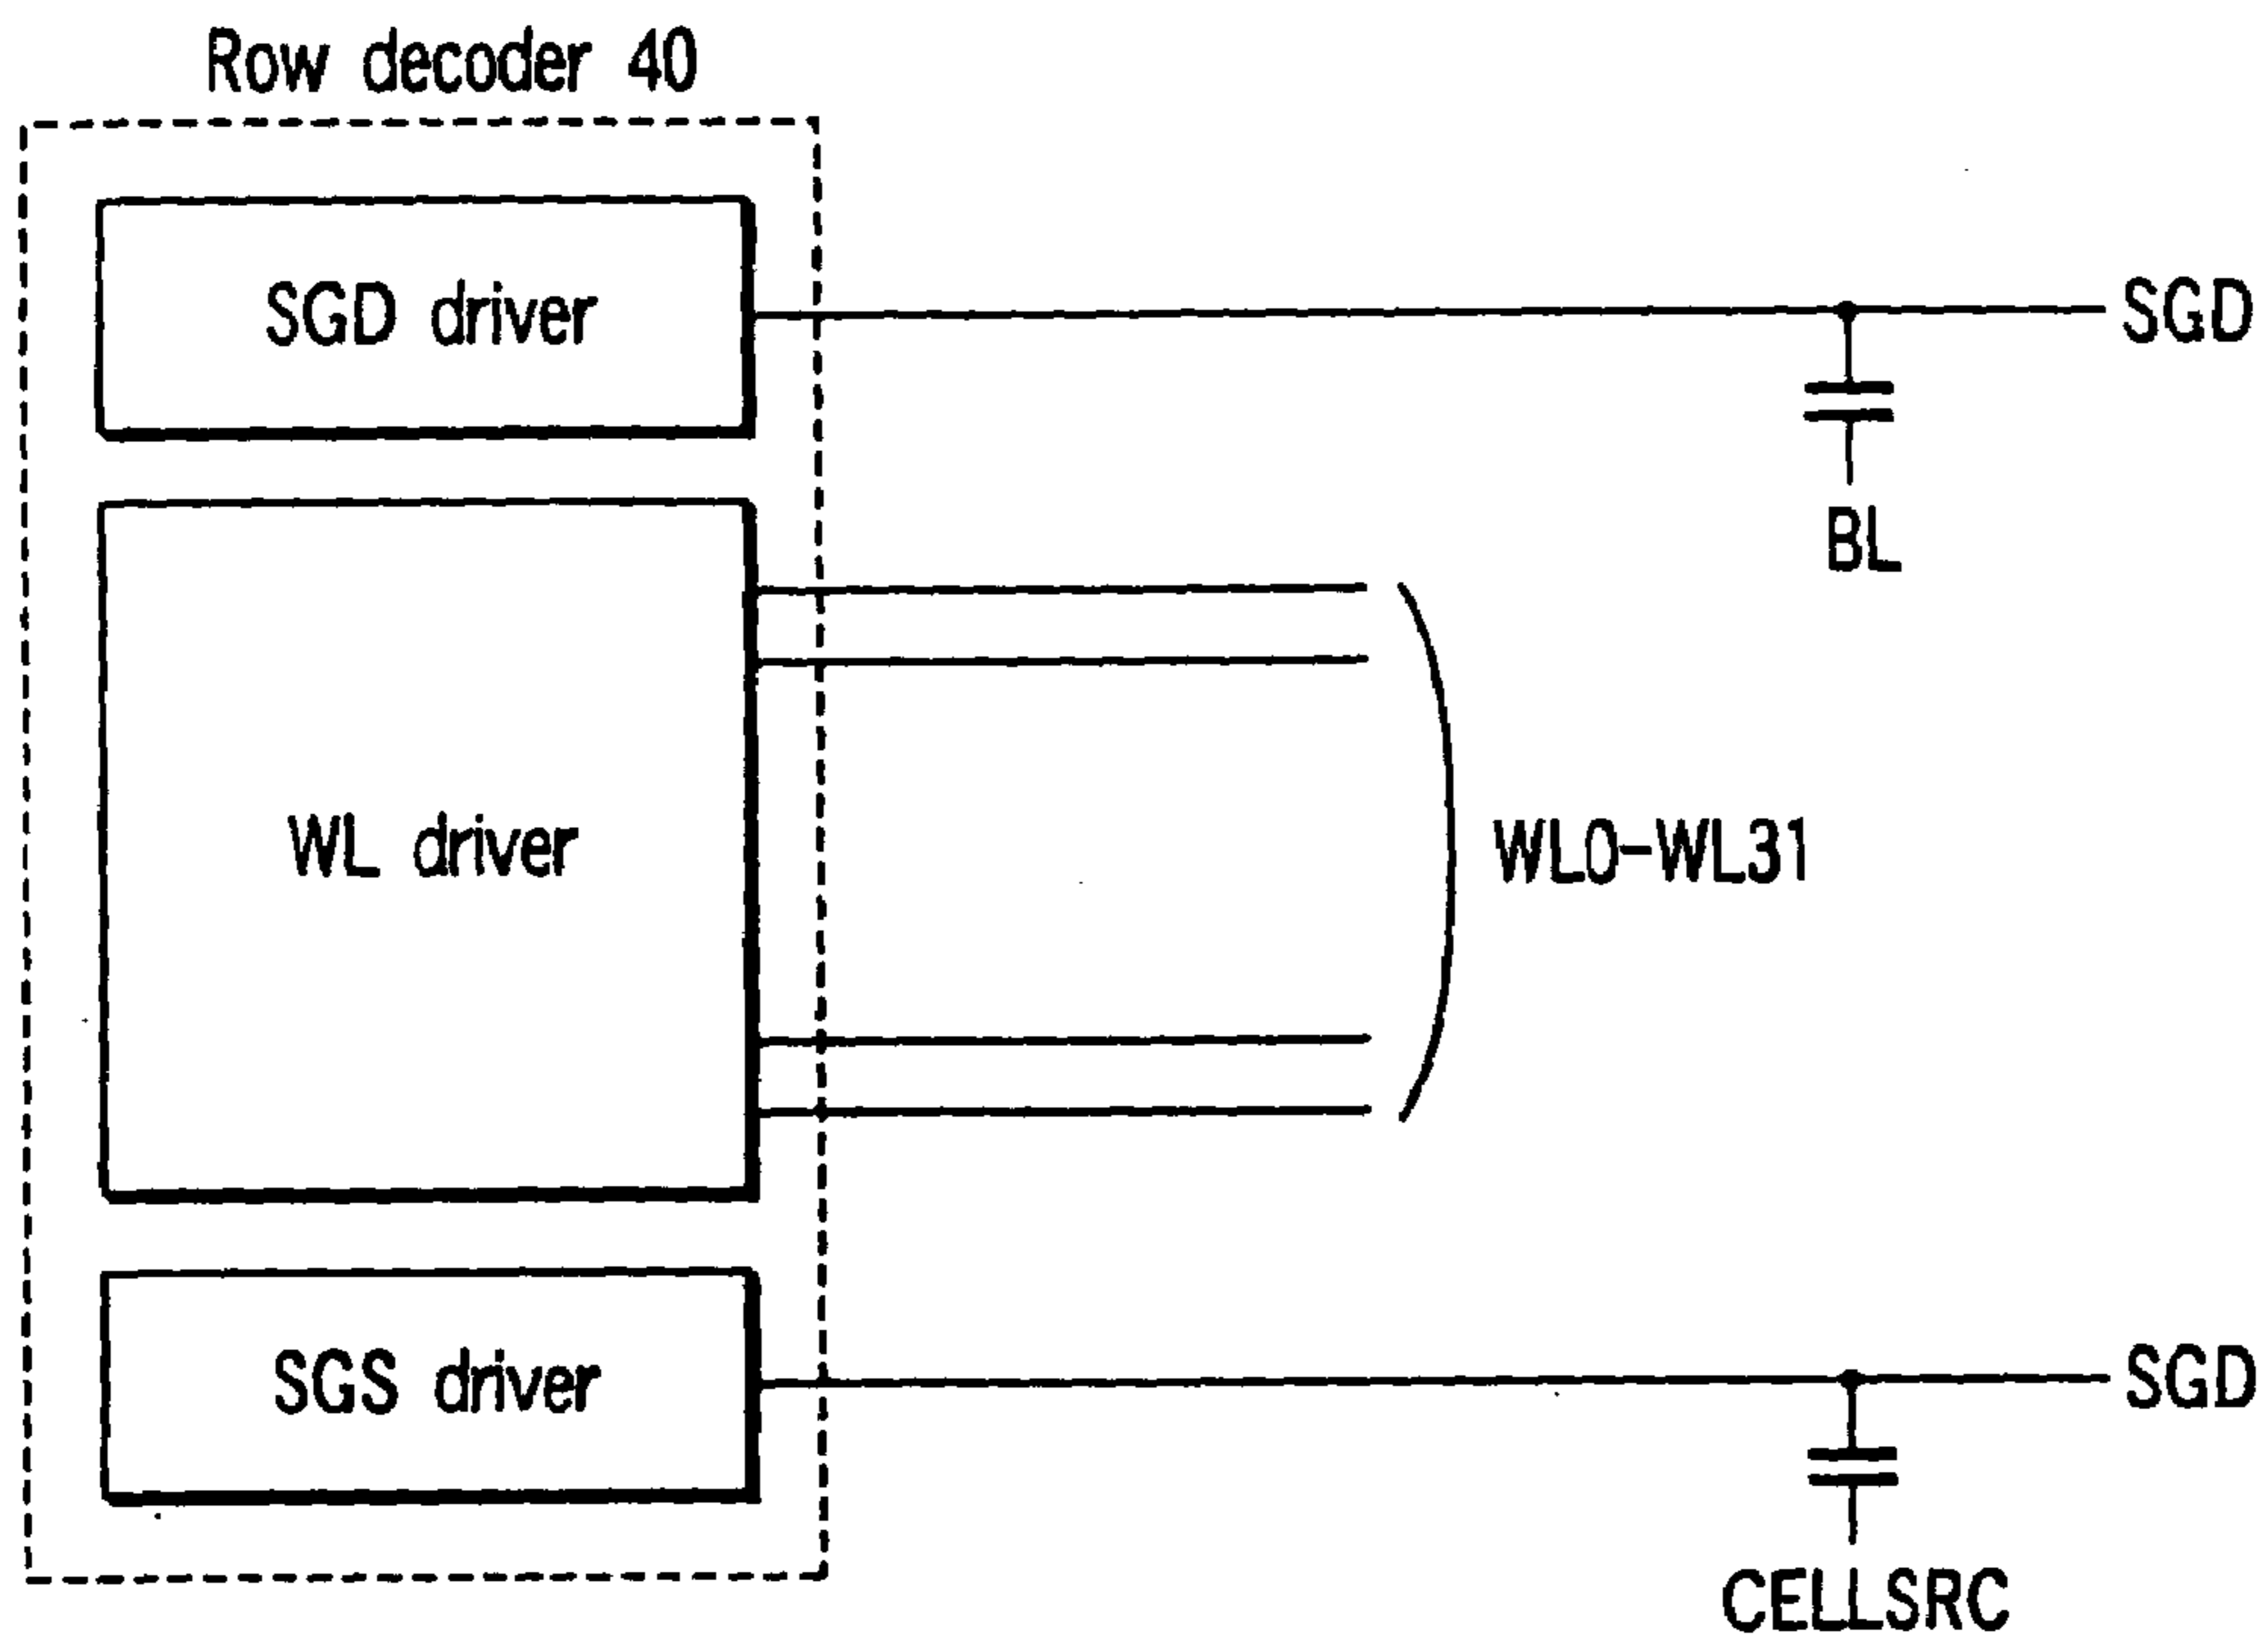 Row decoder 40
SGD driver
SGD
BL
WL driver
WL0-WL31
SGS driver
SGD
CELLSRC